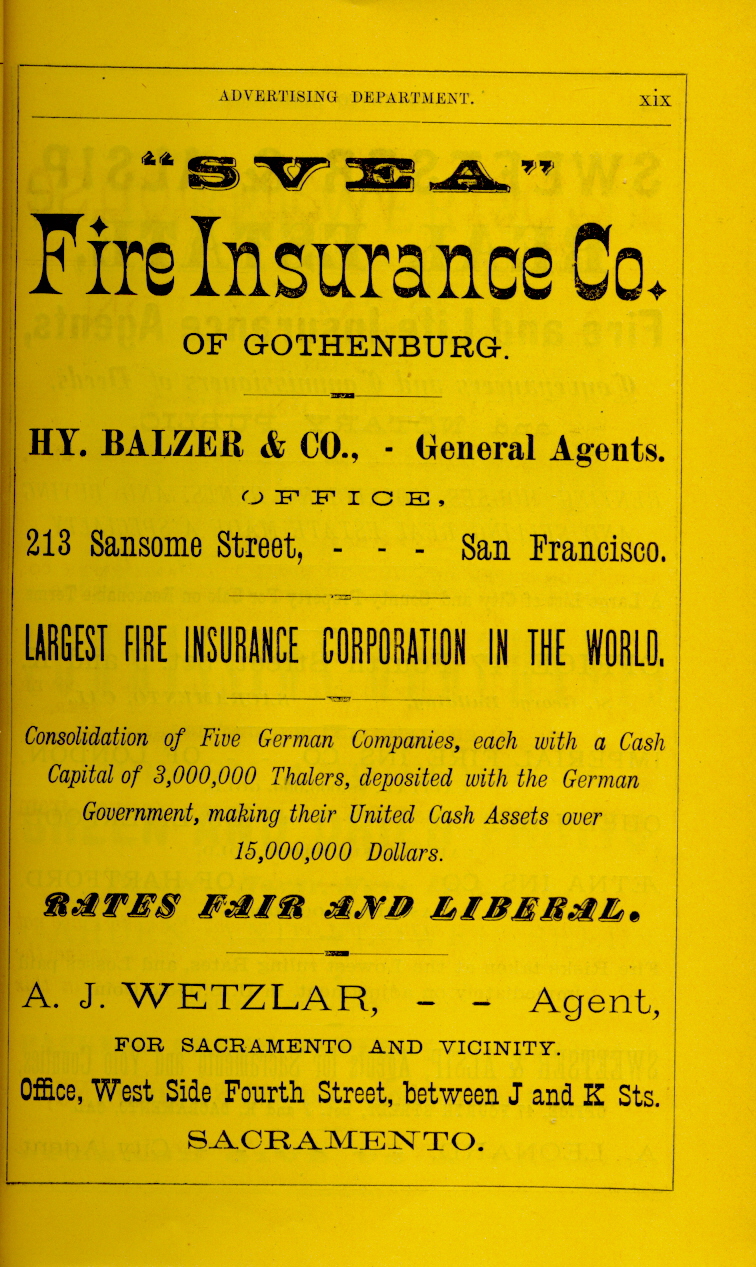 ADVERTISING DEPARTMENT. xix
"SVEA"
Fire Insurance Co.
OF GOTHENBURG.
HY. BALZER & CO., - General Agents.
OFFICE,
213 Sansome Street, - - - San Francisco.
LARGEST FIRE INSURANCE CORPORATION IN THE WORLD.
Consolidation of Five German Companies, each with a Cash
Capital of 3,000,000 Thalers, deposited with the German
Government, making their United Cash Assets over
15,000,000 Dollars.
RATES FAIR AND LIBERAL.
A. J. WETZLAR, - - Agent,
FOR SACRAMENTO AND VICINITY.
Office, West Side Fourth Street, between J and K Sts.
SACRAMENTO.